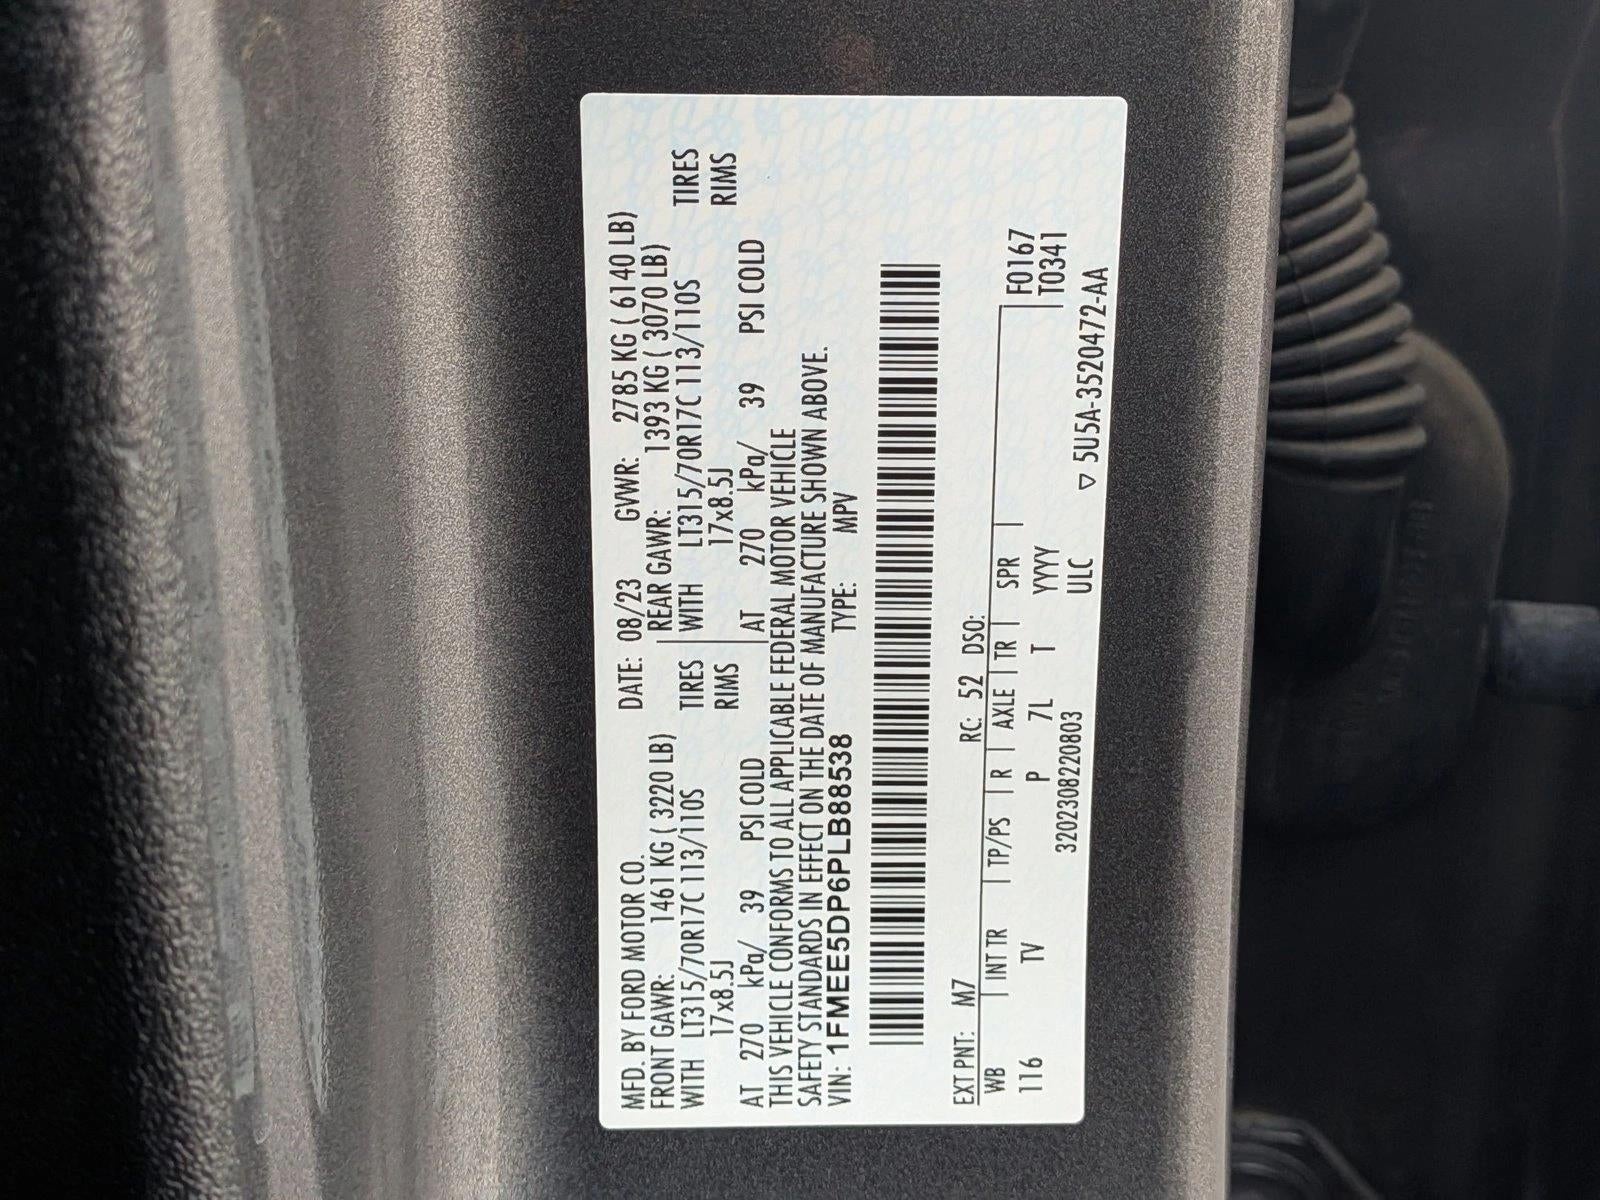 MFD. BY FORD MOTOR CO. DATE: 08/23 GVWR: 2785 KG ( 6140 LB)
FRONT GAWR: 1461 KG ( 3220 LB) REAR GAWR: 1393 KG ( 3070 LB)
WITH LT315/70R17C 113/110S TIRES WITH LT315/70R17C 113/110S TIRES
17x8.5J RIMS 17x8.5J RIMS
AT 270 kPa/ 39 PSI COLD AT 270 kPa/ 39 PSI COLD
THIS VEHICLE CONFORMS TO ALL APPLICABLE FEDERAL MOTOR VEHICLE
SAFETY STANDARDS IN EFFECT ON THE DATE OF MANUFACTURE SHOWN ABOVE.
VIN: 1FMEE5DP6PLB88538 TYPE: MPV
EXT PNT: M7 RC: 52 DSO:
WB | INT TR | TP/PS | R | AXLE | TR | SPR | F0167
116 TV P 7L T YYYY T0341
3202308220803 ULC ▽ 5U5A-3520472-AA